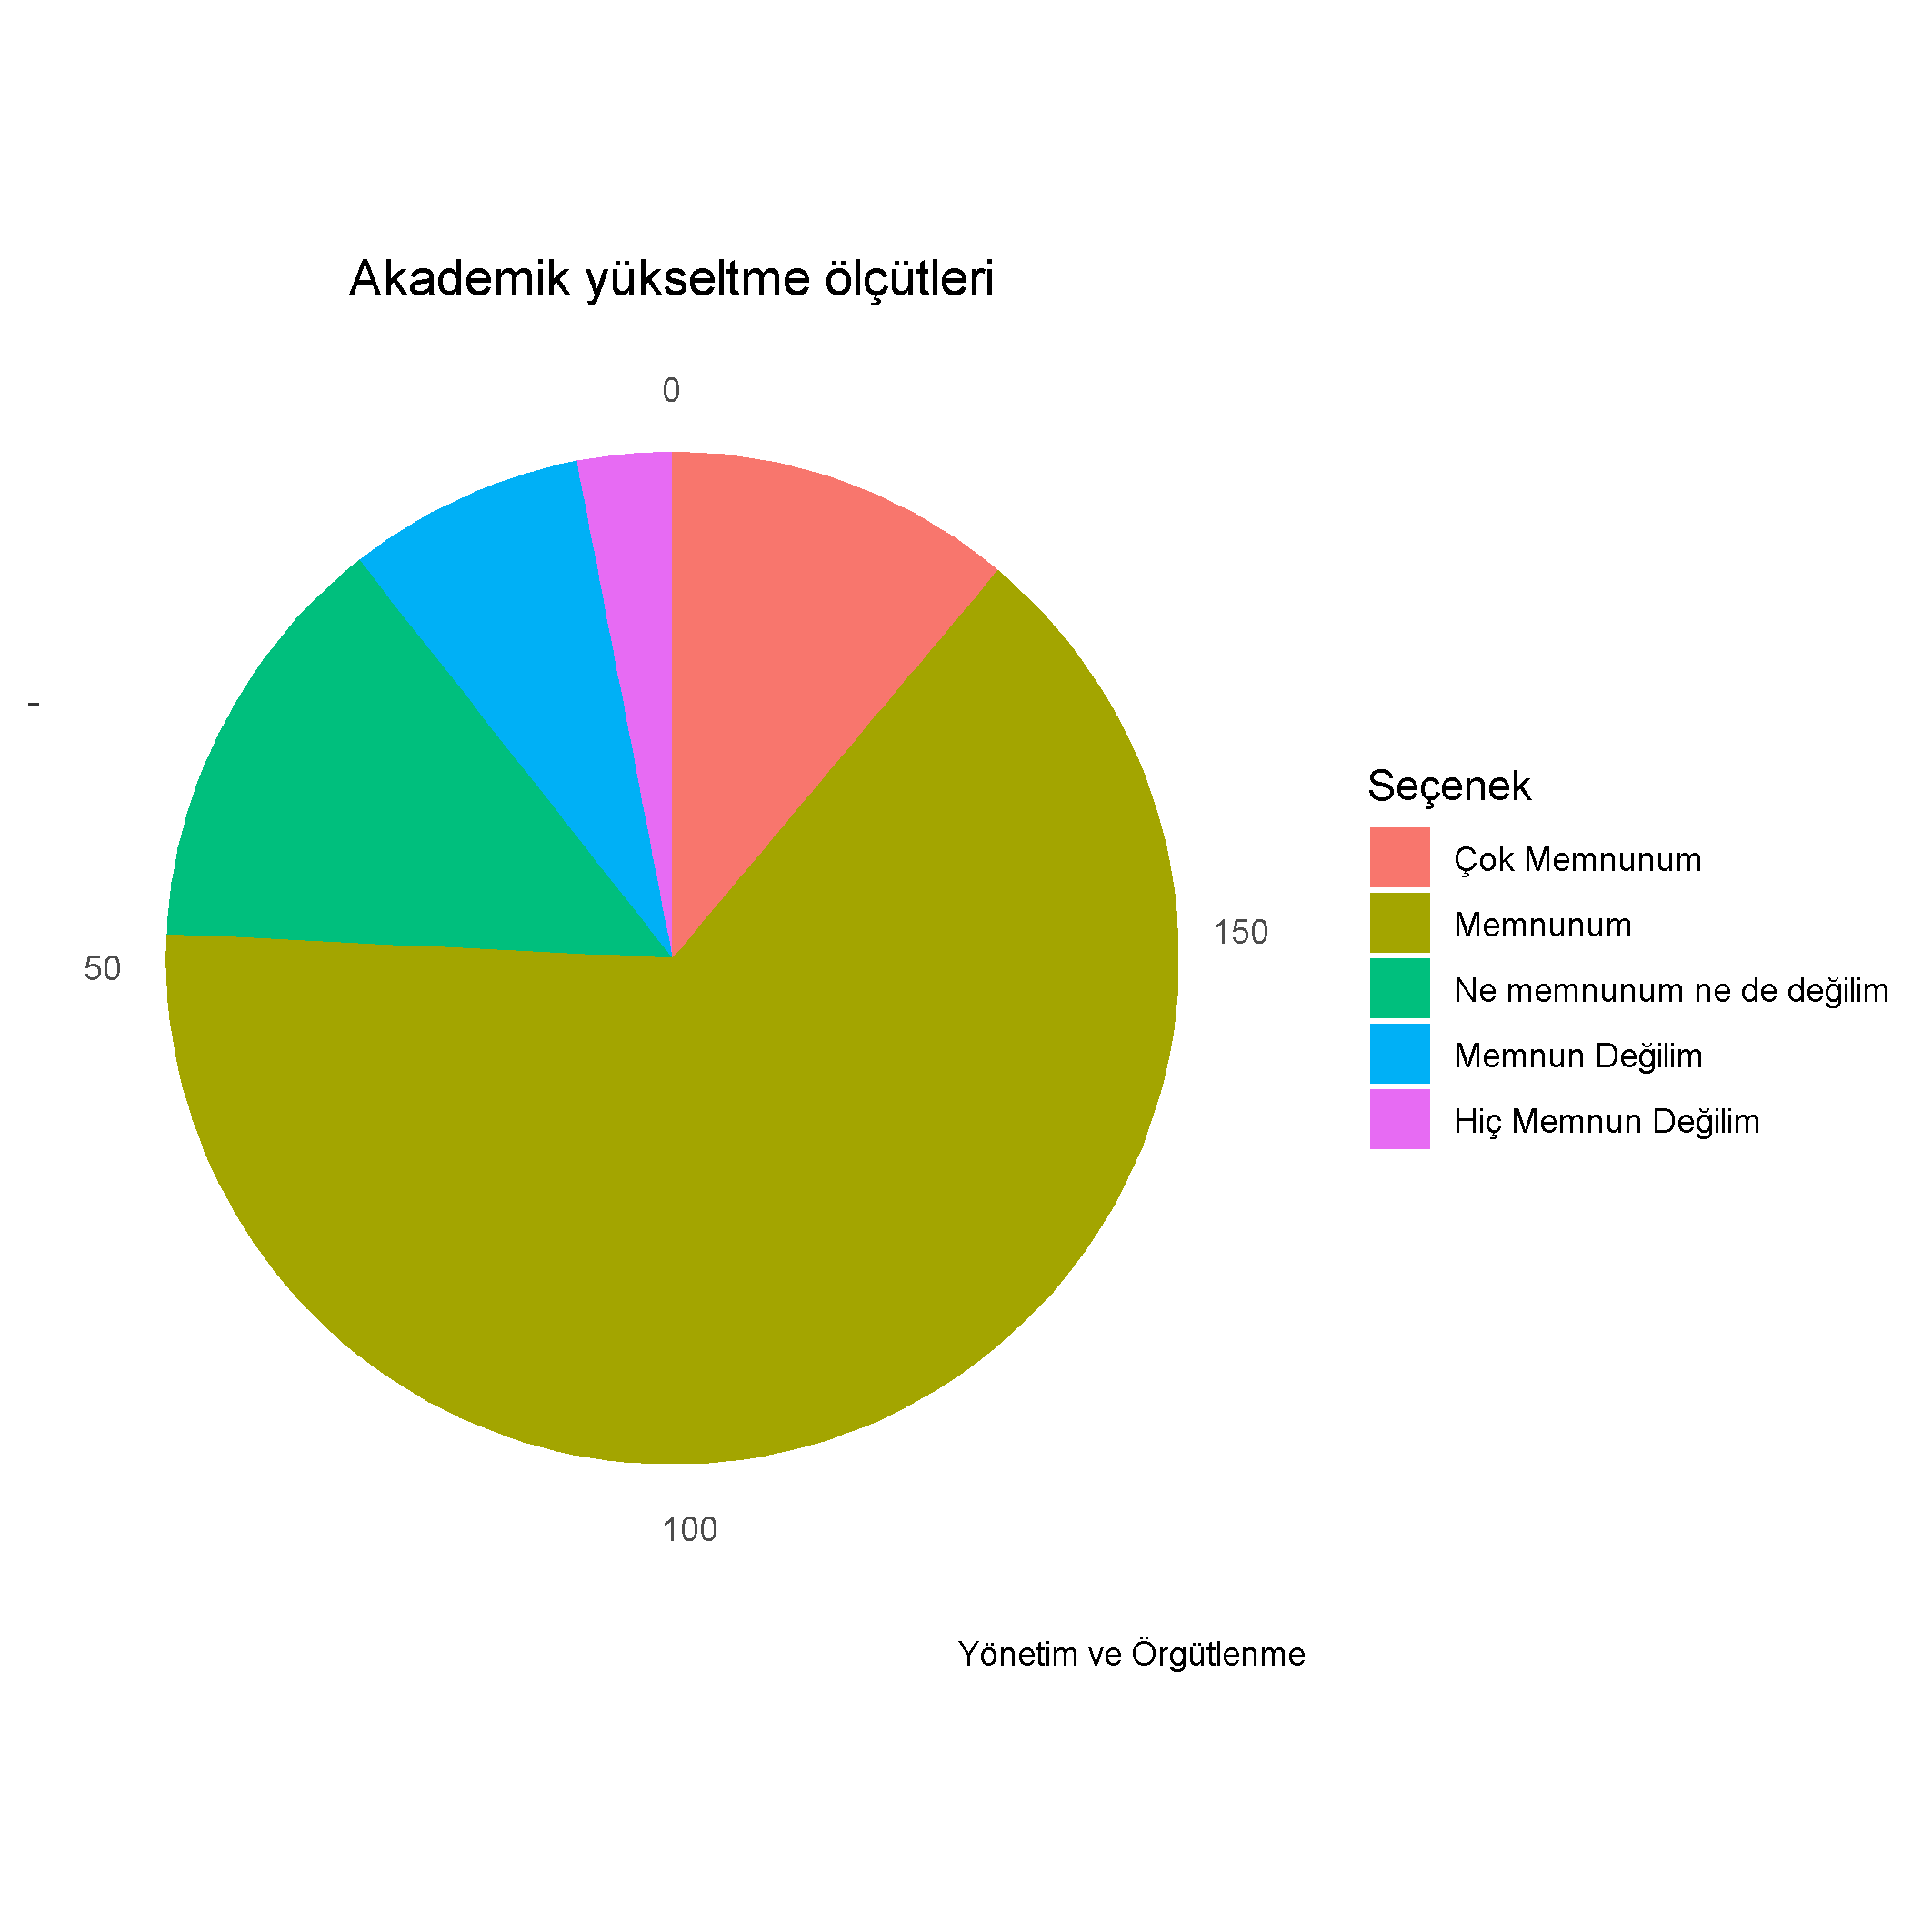 Akademik yükseltme ölçütleri
0
-
50
150
100
Seçenek
Çok Memnunum
Memnunum
Ne memnunum ne de değilim
Memnun Değilim
Hiç Memnun Değilim
Yönetim ve Örgütlenme